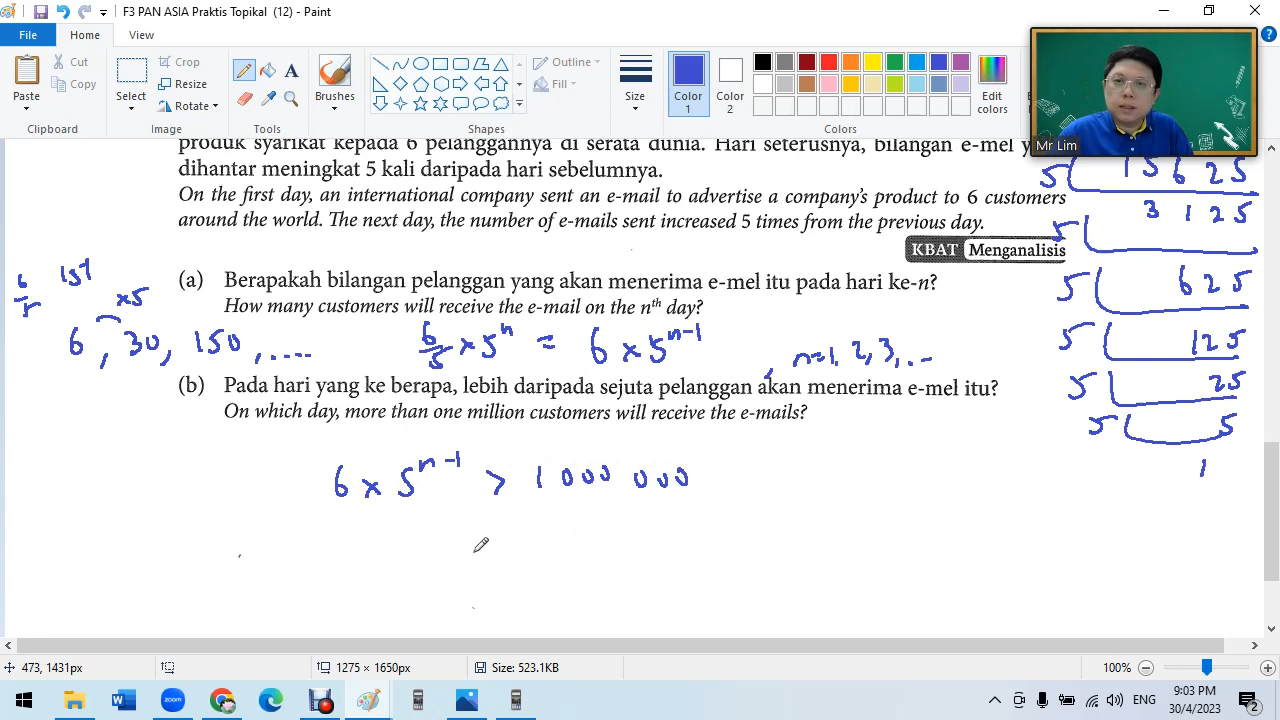 F3 PAN ASIA Praktis Topikal (12) - Paint
File Home View
Paste Cut Copy Clipboard
Select Crop Resize Rotate Image
Tools
Brushes
Outline Fill Shapes
Size
Color 1 Color 2 Edit colors Colors
Mr Lim
produk syarikat kepada 6 pelanggannya di serata dunia. Hari seterusnya, bilangan e-mel y
dihantar meningkat 5 kali daripada hari sebelumnya.
On the first day, an international company sent an e-mail to advertise a company's product to 6 customers
around the world. The next day, the number of e-mails sent increased 5 times from the previous day.
KBAT Menganalisis
(a) Berapakah bilangan pelanggan yang akan menerima e-mel itu pada hari ke-n?
How many customers will receive the e-mail on the nth day?
6/5 1st ×5
6, 30, 150, .... 6/5 × 5^n = 6 × 5^n-1, n=1, 2, 3, ...
(b) Pada hari yang ke berapa, lebih daripada sejuta pelanggan akan menerima e-mel itu?
On which day, more than one million customers will receive the e-mails?
6 × 5^n-1 > 1 000 000
5 15625
5 3125
5 625
5 125
5 25
5 5
1
473, 1431px 1275 × 1650px Size: 523.1KB 100%
W zoom ENG 9:03 PM
30/4/2023 2